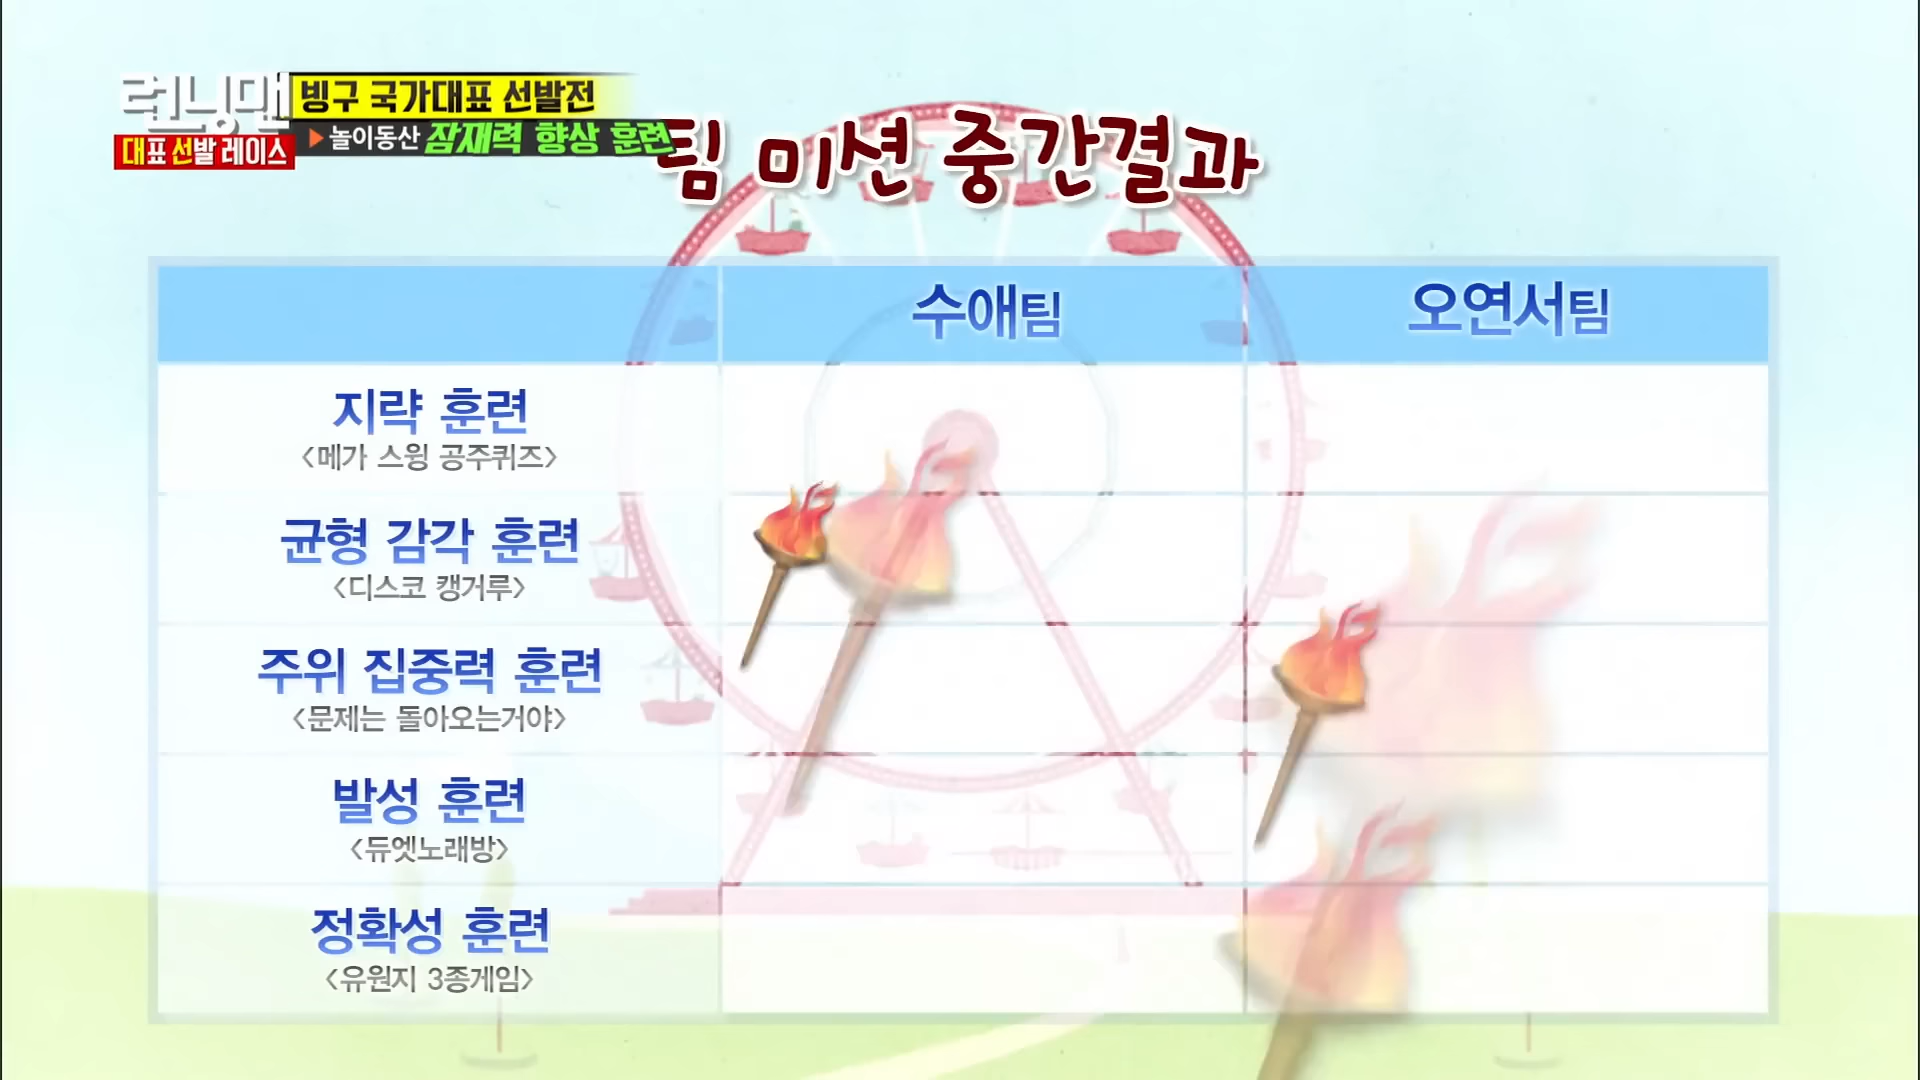 런닝맨
대표 선발 레이스
빙구 국가대표 선발전
▶놀이동산 잠재력 향상 훈련
팀 미션 중간결과
수애팀
오연서팀
지략 훈련
<메가 스윙 공주퀴즈>
균형 감각 훈련
<디스코 캥거루>
주위 집중력 훈련
<문제는 돌아오는거야>
발성 훈련
<듀엣노래방>
정확성 훈련
<유원지 3종게임>